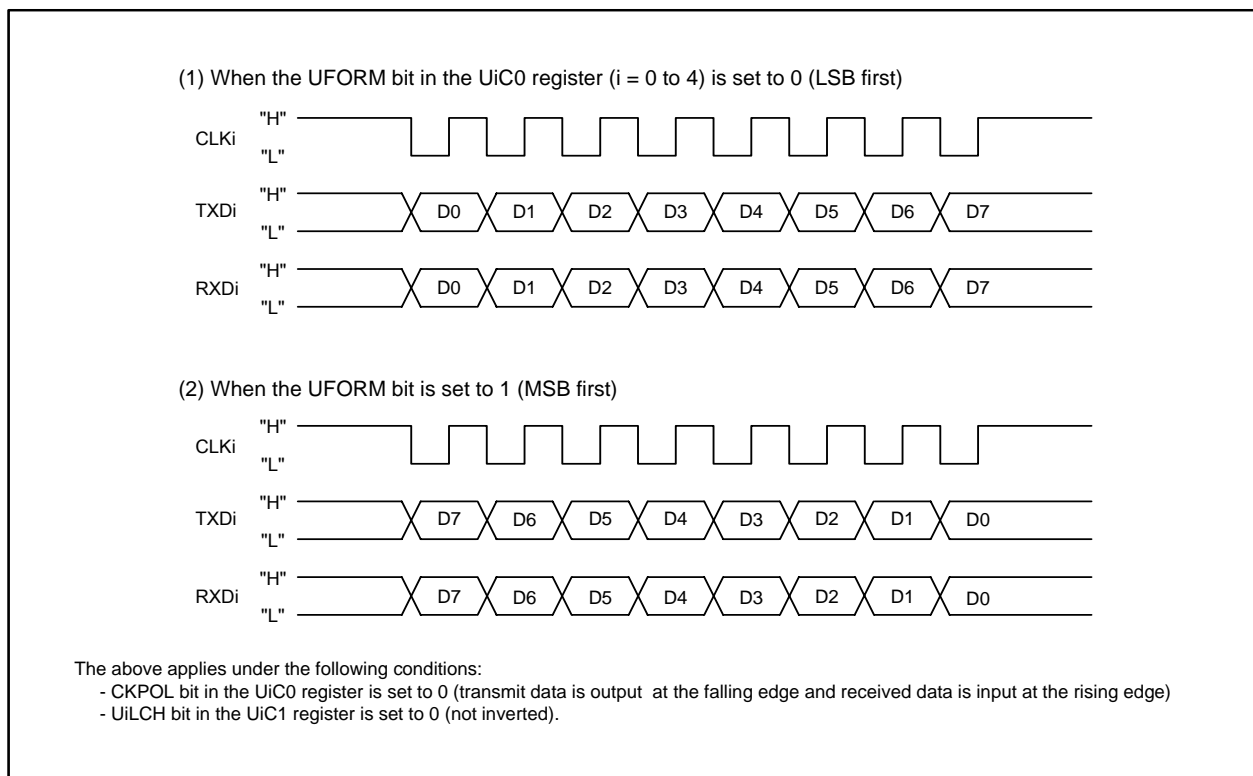 (1) When the UFORM bit in the UiC0 register (i = 0 to 4) is set to 0 (LSB first)
"H"
CLKi
"L"
"H"
TXDi D0 D1 D2 D3 D4 D5 D6 D7
"L"
"H"
RXDi D0 D1 D2 D3 D4 D5 D6 D7
"L"
(2) When the UFORM bit is set to 1 (MSB first)
"H"
CLKi
"L"
"H"
TXDi D7 D6 D5 D4 D3 D2 D1 D0
"L"
"H"
RXDi D7 D6 D5 D4 D3 D2 D1 D0
"L"
The above applies under the following conditions:
- CKPOL bit in the UiC0 register is set to 0 (transmit data is output at the falling edge and received data is input at the rising edge)
- UiLCH bit in the UiC1 register is set to 0 (not inverted).